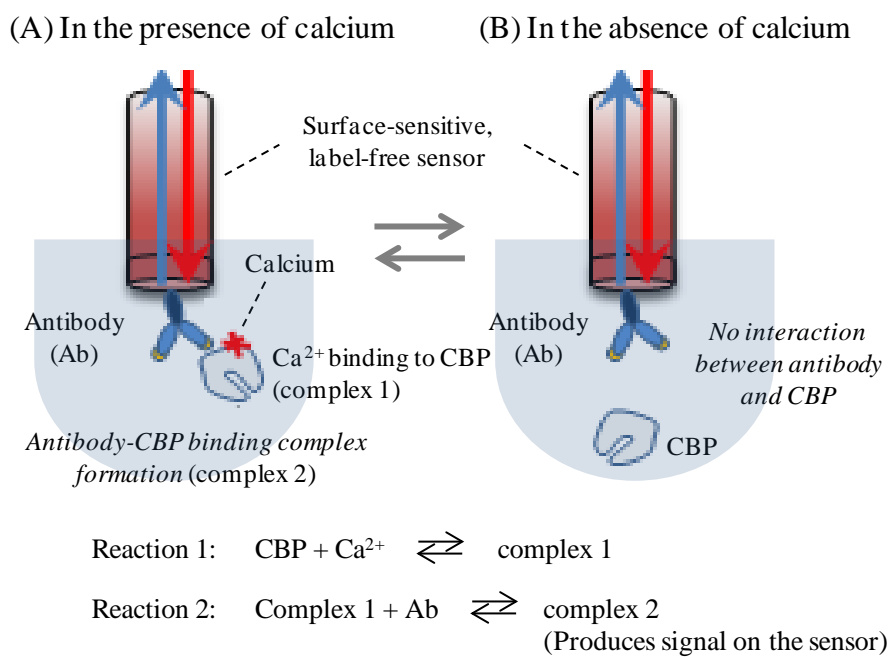 (A) In the presence of calcium
(B) In the absence of calcium
Surface-sensitive,
label-free sensor
Calcium
Antibody
(Ab)
Ca²⁺ binding to CBP
(complex 1)
Antibody-CBP binding complex
formation (complex 2)
Antibody
(Ab)
No interaction
between antibody
and CBP
CBP
Reaction 1: CBP + Ca²⁺ ⇌ complex 1
Reaction 2: Complex 1 + Ab ⇌ complex 2
(Produces signal on the sensor)